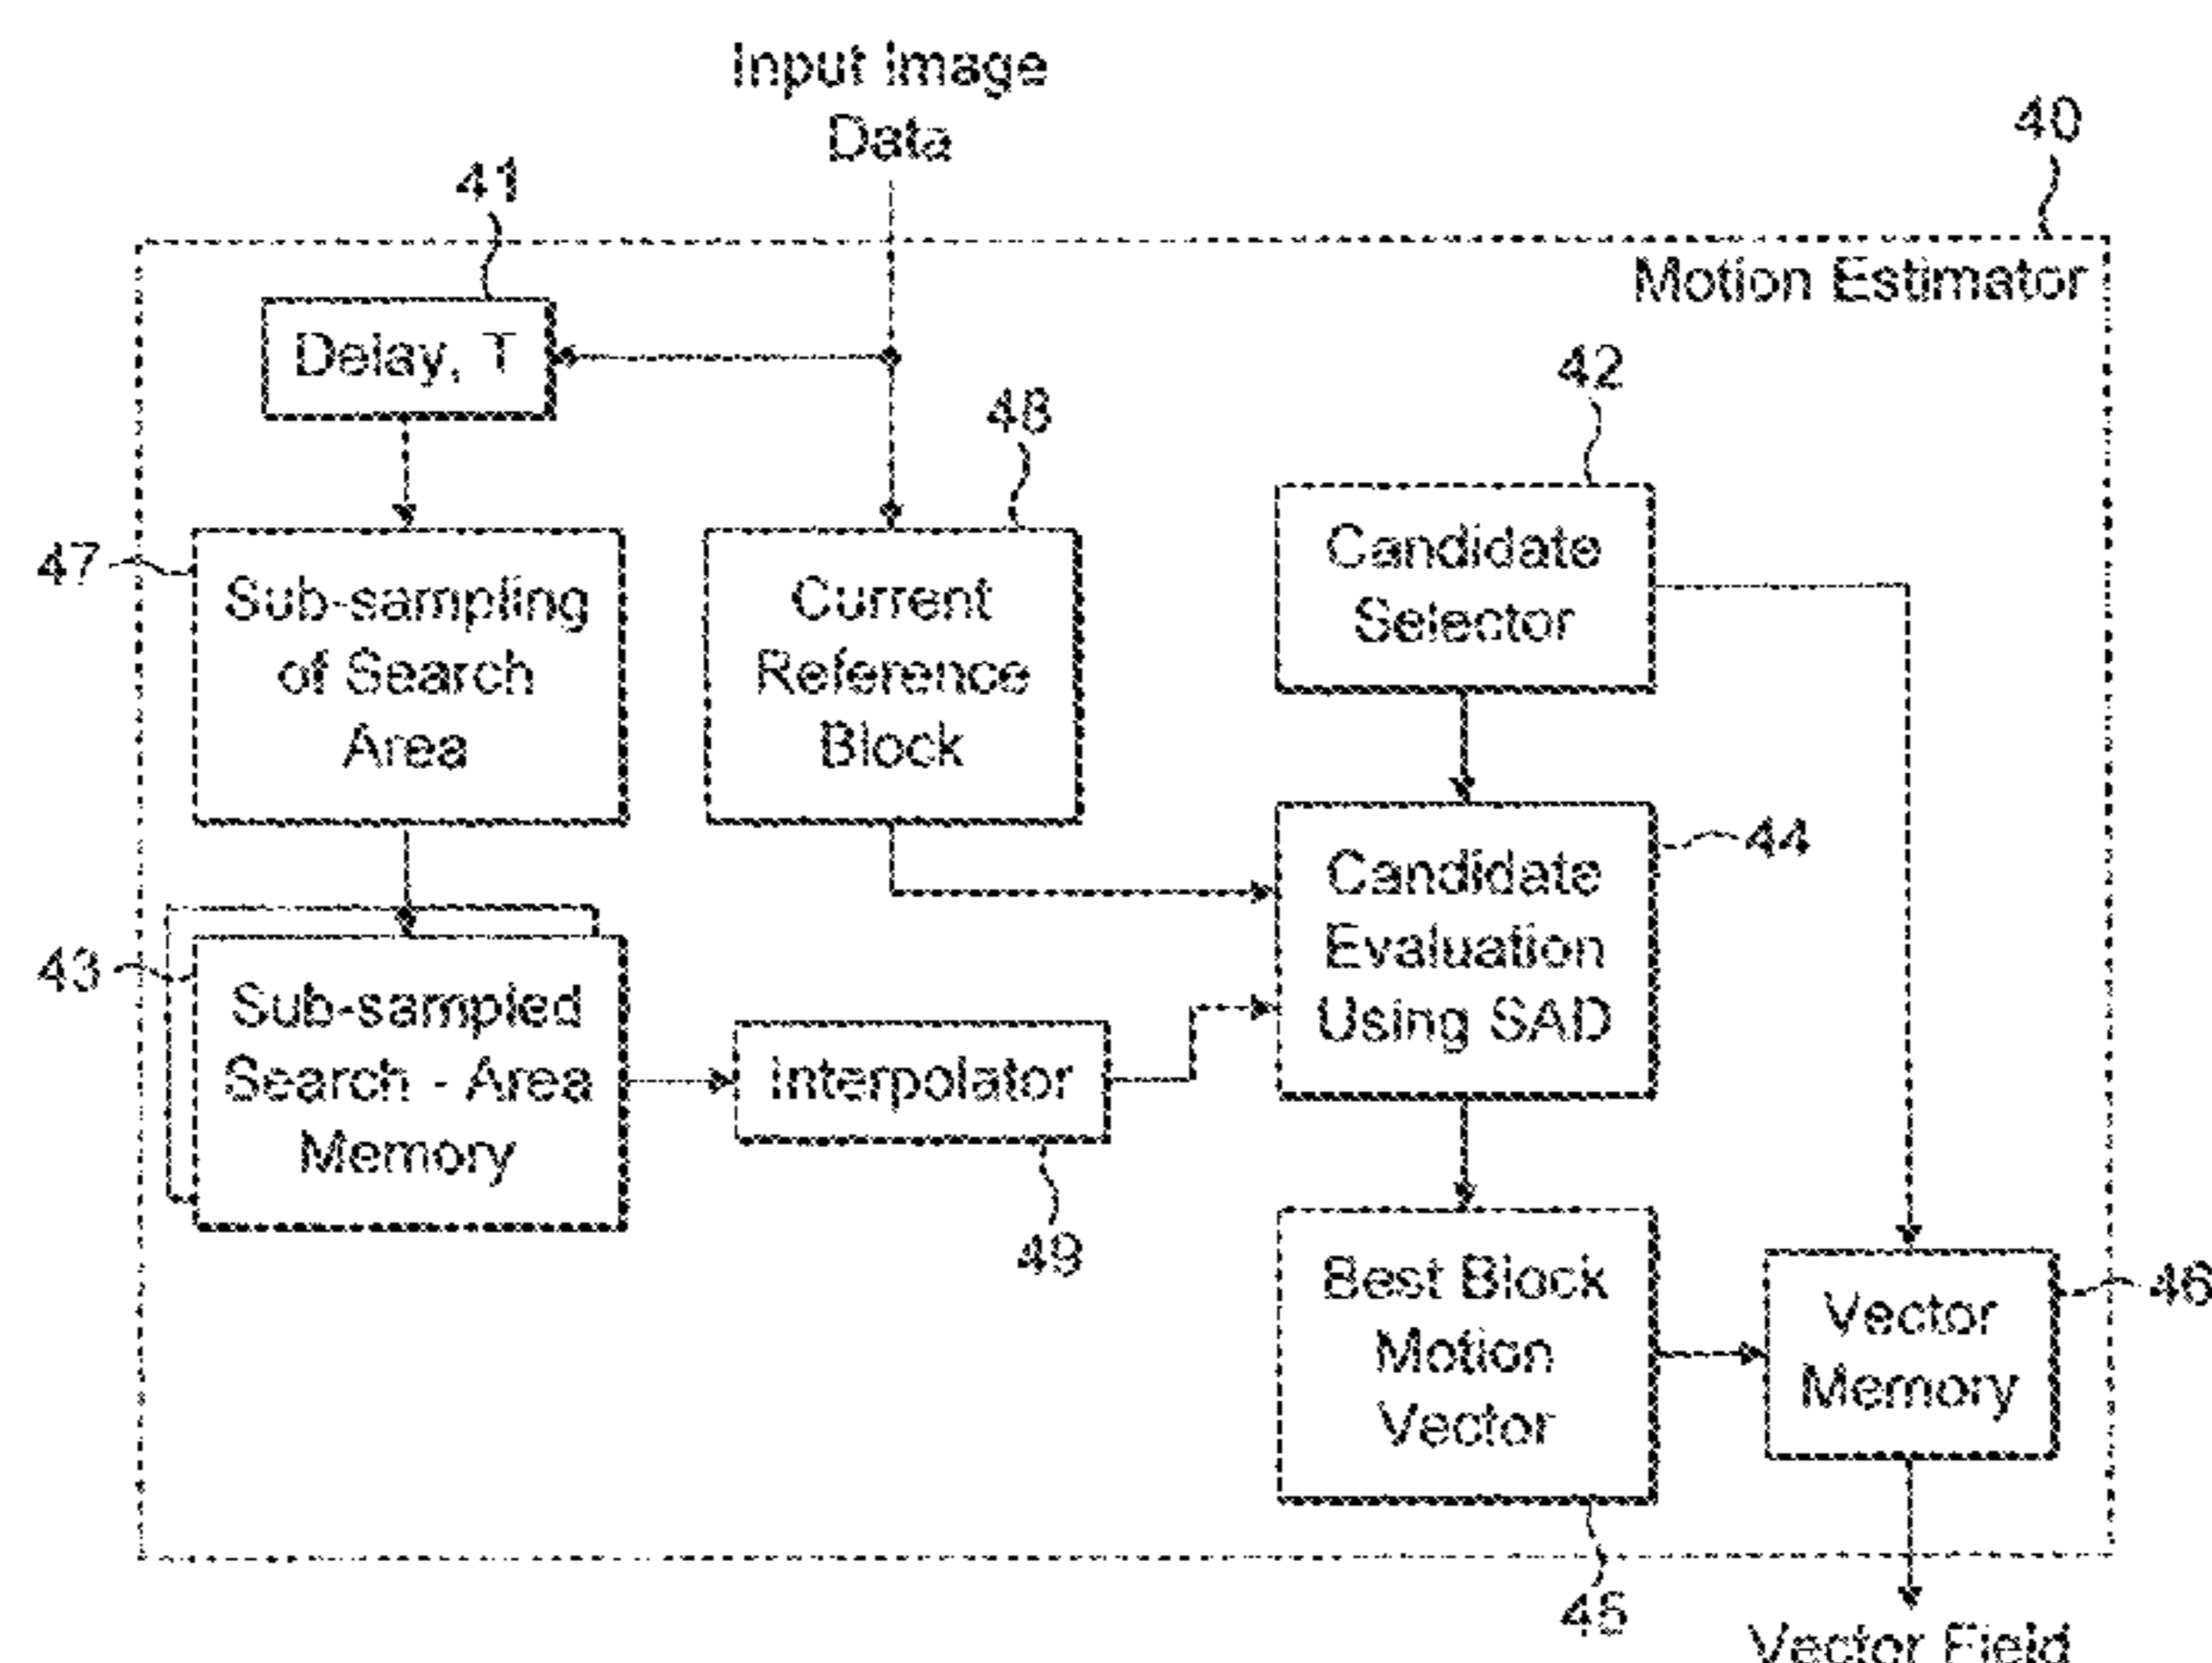 Input Image
Data
40
41
Motion Estimator
Delay, T
42
48
47
Sub-sampling
of Search
Area
Current
Reference
Block
Candidate
Selector
44
43
Sub-sampled
Search - Area
Memory
Interpolator
49
Candidate
Evaluation
Using SAD
Best Block
Motion
Vector
45
Vector
Memory
46
Vector Field